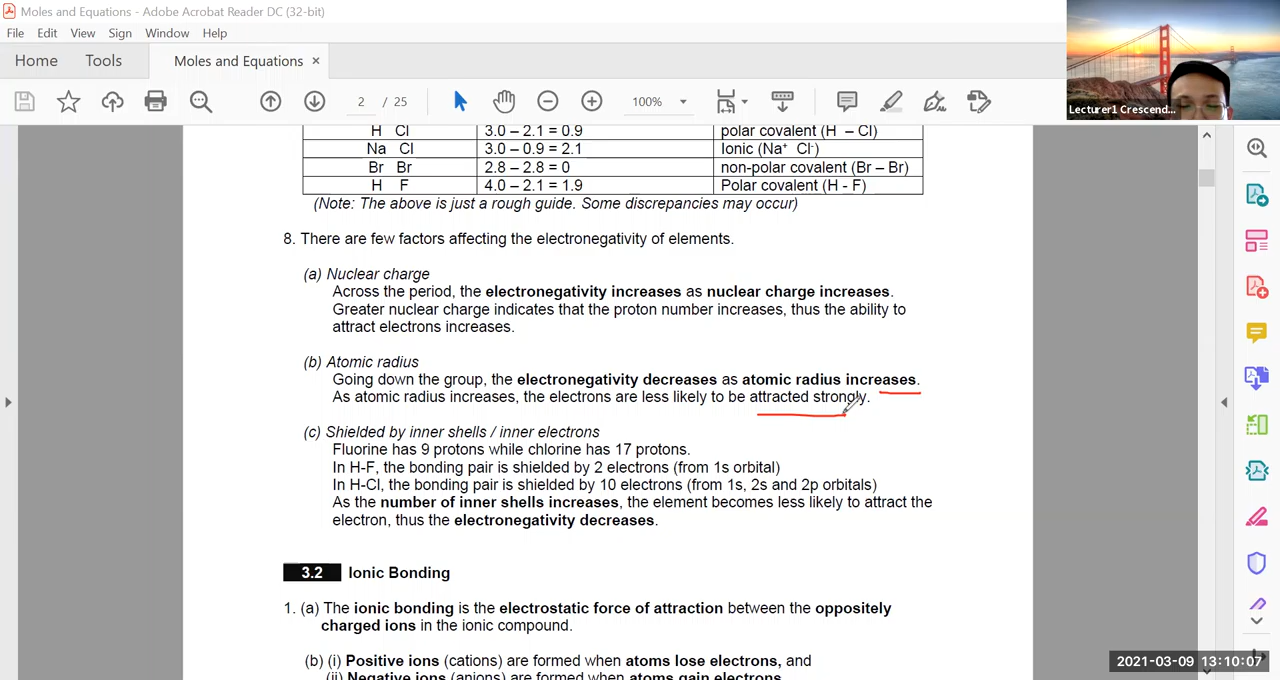 Moles and Equations - Adobe Acrobat Reader DC (32-bit)
File Edit View Sign Window Help
Home Tools Moles and Equations ×
2 / 25 100%
Lecturer1 Crescend...
H Cl 3.0 – 2.1 = 0.9 polar covalent (H – Cl)
Na Cl 3.0 – 0.9 = 2.1 Ionic (Na⁺ Cl⁻)
Br Br 2.8 – 2.8 = 0 non-polar covalent (Br – Br)
H F 4.0 – 2.1 = 1.9 Polar covalent (H - F)
(Note: The above is just a rough guide. Some discrepancies may occur)
8. There are few factors affecting the electronegativity of elements.
(a) Nuclear charge
Across the period, the electronegativity increases as nuclear charge increases.
Greater nuclear charge indicates that the proton number increases, thus the ability to
attract electrons increases.
(b) Atomic radius
Going down the group, the electronegativity decreases as atomic radius increases.
As atomic radius increases, the electrons are less likely to be attracted strongly.
(c) Shielded by inner shells / inner electrons
Fluorine has 9 protons while chlorine has 17 protons.
In H-F, the bonding pair is shielded by 2 electrons (from 1s orbital)
In H-Cl, the bonding pair is shielded by 10 electrons (from 1s, 2s and 2p orbitals)
As the number of inner shells increases, the element becomes less likely to attract the
electron, thus the electronegativity decreases.
3.2 Ionic Bonding
1. (a) The ionic bonding is the electrostatic force of attraction between the oppositely
charged ions in the ionic compound.
(b) (i) Positive ions (cations) are formed when atoms lose electrons, and
(ii) Negative ions (anions) are formed when atoms gain electrons
2021-03-09 13:10:07